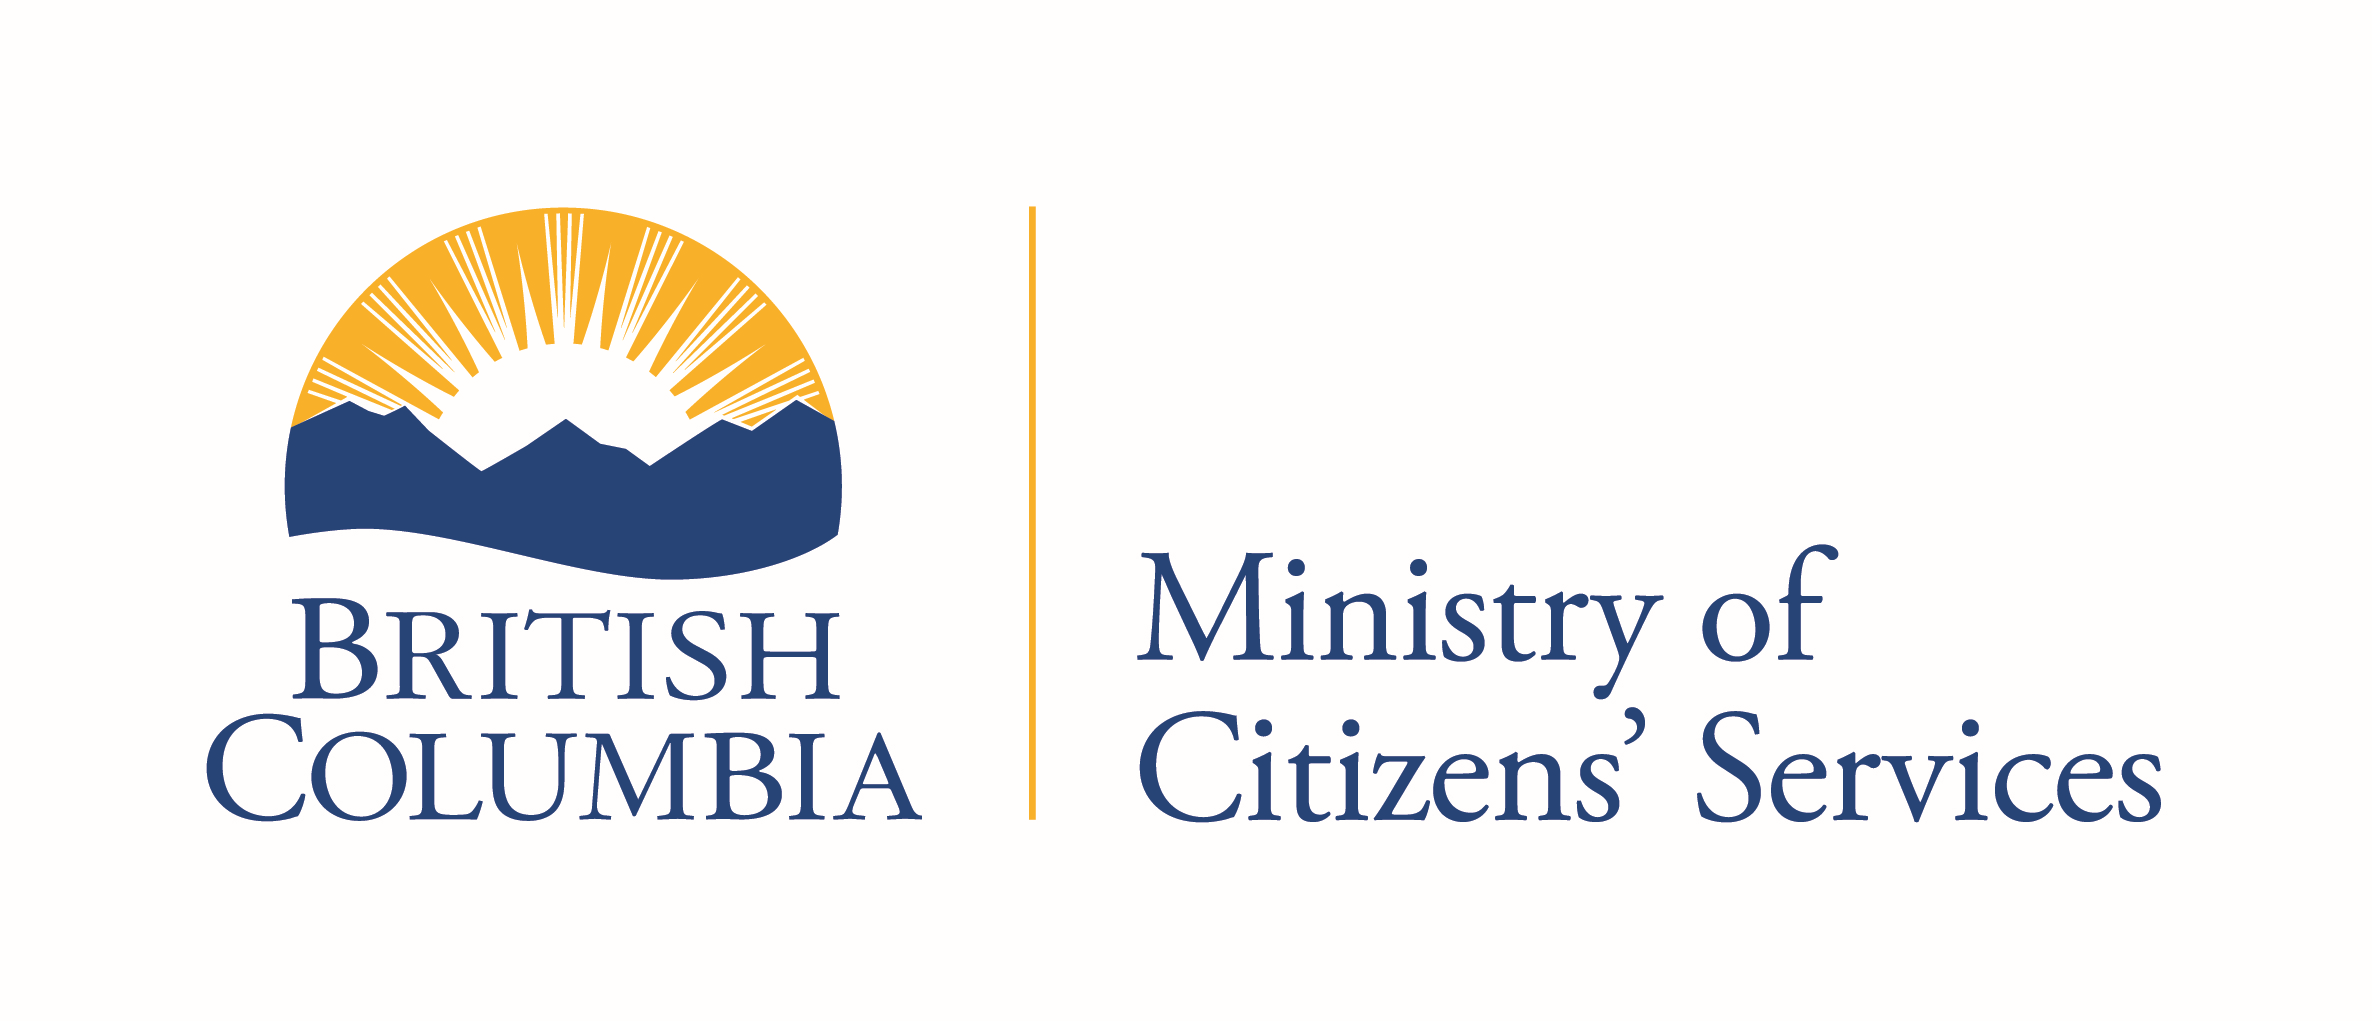 BRITISH
COLUMBIA
Ministry of
Citizens’ Services